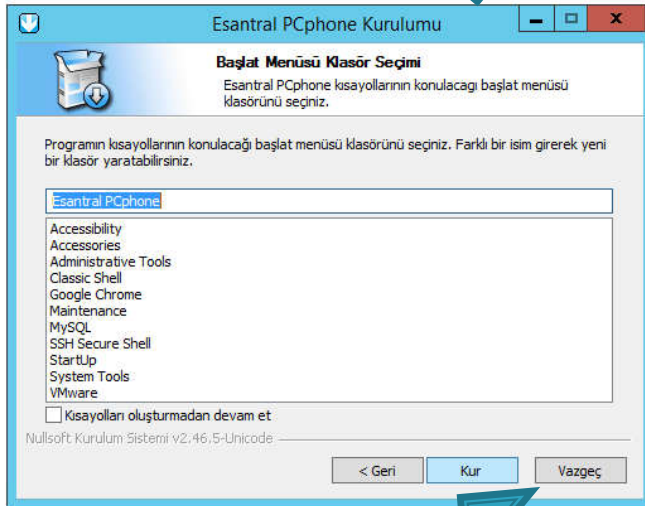 Esantral PCphone Kurulumu
Başlat Menüsü Klasör Seçimi
Esantral PCphone kısayollarının konulacagı başlat menüsü
klasörünü seçiniz.
Programın kısayollarının konulacağı başlat menüsü klasörünü seçiniz. Farklı bir isim girerek yeni
bir klasör yaratabilirsiniz.
Esantral PCphone
Accessibility
Accessories
Administrative Tools
Classic Shell
Google Chrome
Maintenance
MySQL
SSH Secure Shell
StartUp
System Tools
VMware
Kısayolları oluşturmadan devam et
Nullsoft Kurulum Sistemi v2.46.5-Unicode
< Geri Kur Vazgeç